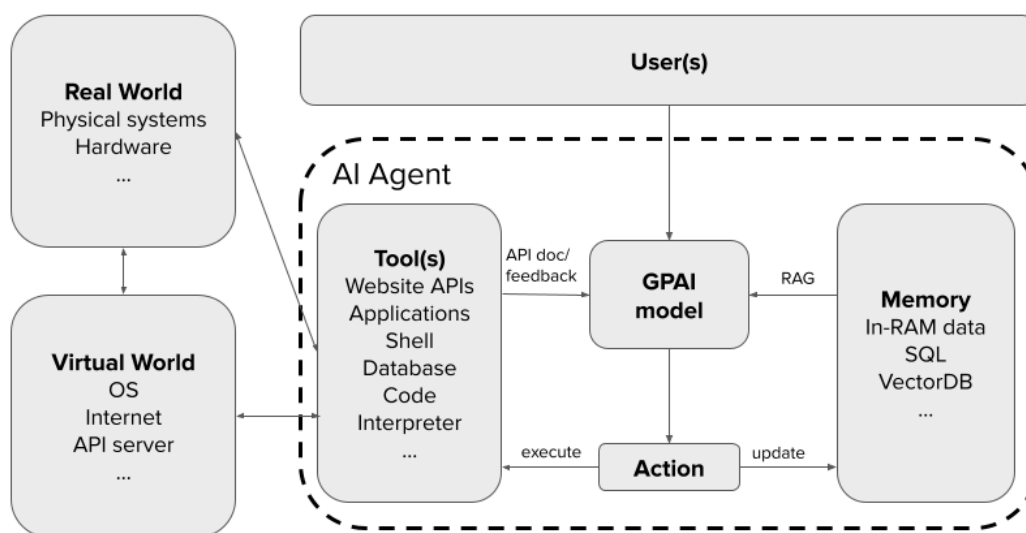 User(s)
Real World
Physical systems
Hardware
...
AI Agent
Tool(s)
Website APIs
Applications
Shell
Database
Code
Interpreter
...
API doc/
feedback
GPAI
model
RAG
Memory
In-RAM data
SQL
VectorDB
...
Virtual World
OS
Internet
API server
...
execute
Action
update